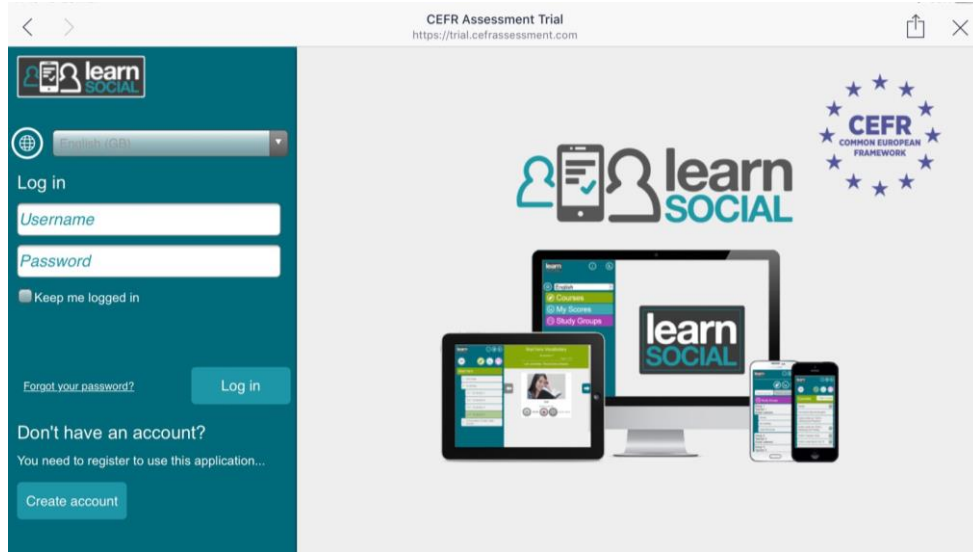 CEFR Assessment Trial
https://trial.cefrassessment.com
learn
SOCIAL
English (GB)
Log in
Username
Password
Keep me logged in
Forgot your password?
Log in
Don't have an account?
You need to register to use this application...
Create account
CEFR
COMMON EUROPEAN
FRAMEWORK
learn
SOCIAL
learn
English
Courses
My Scores
Study Groups
learn
SOCIAL